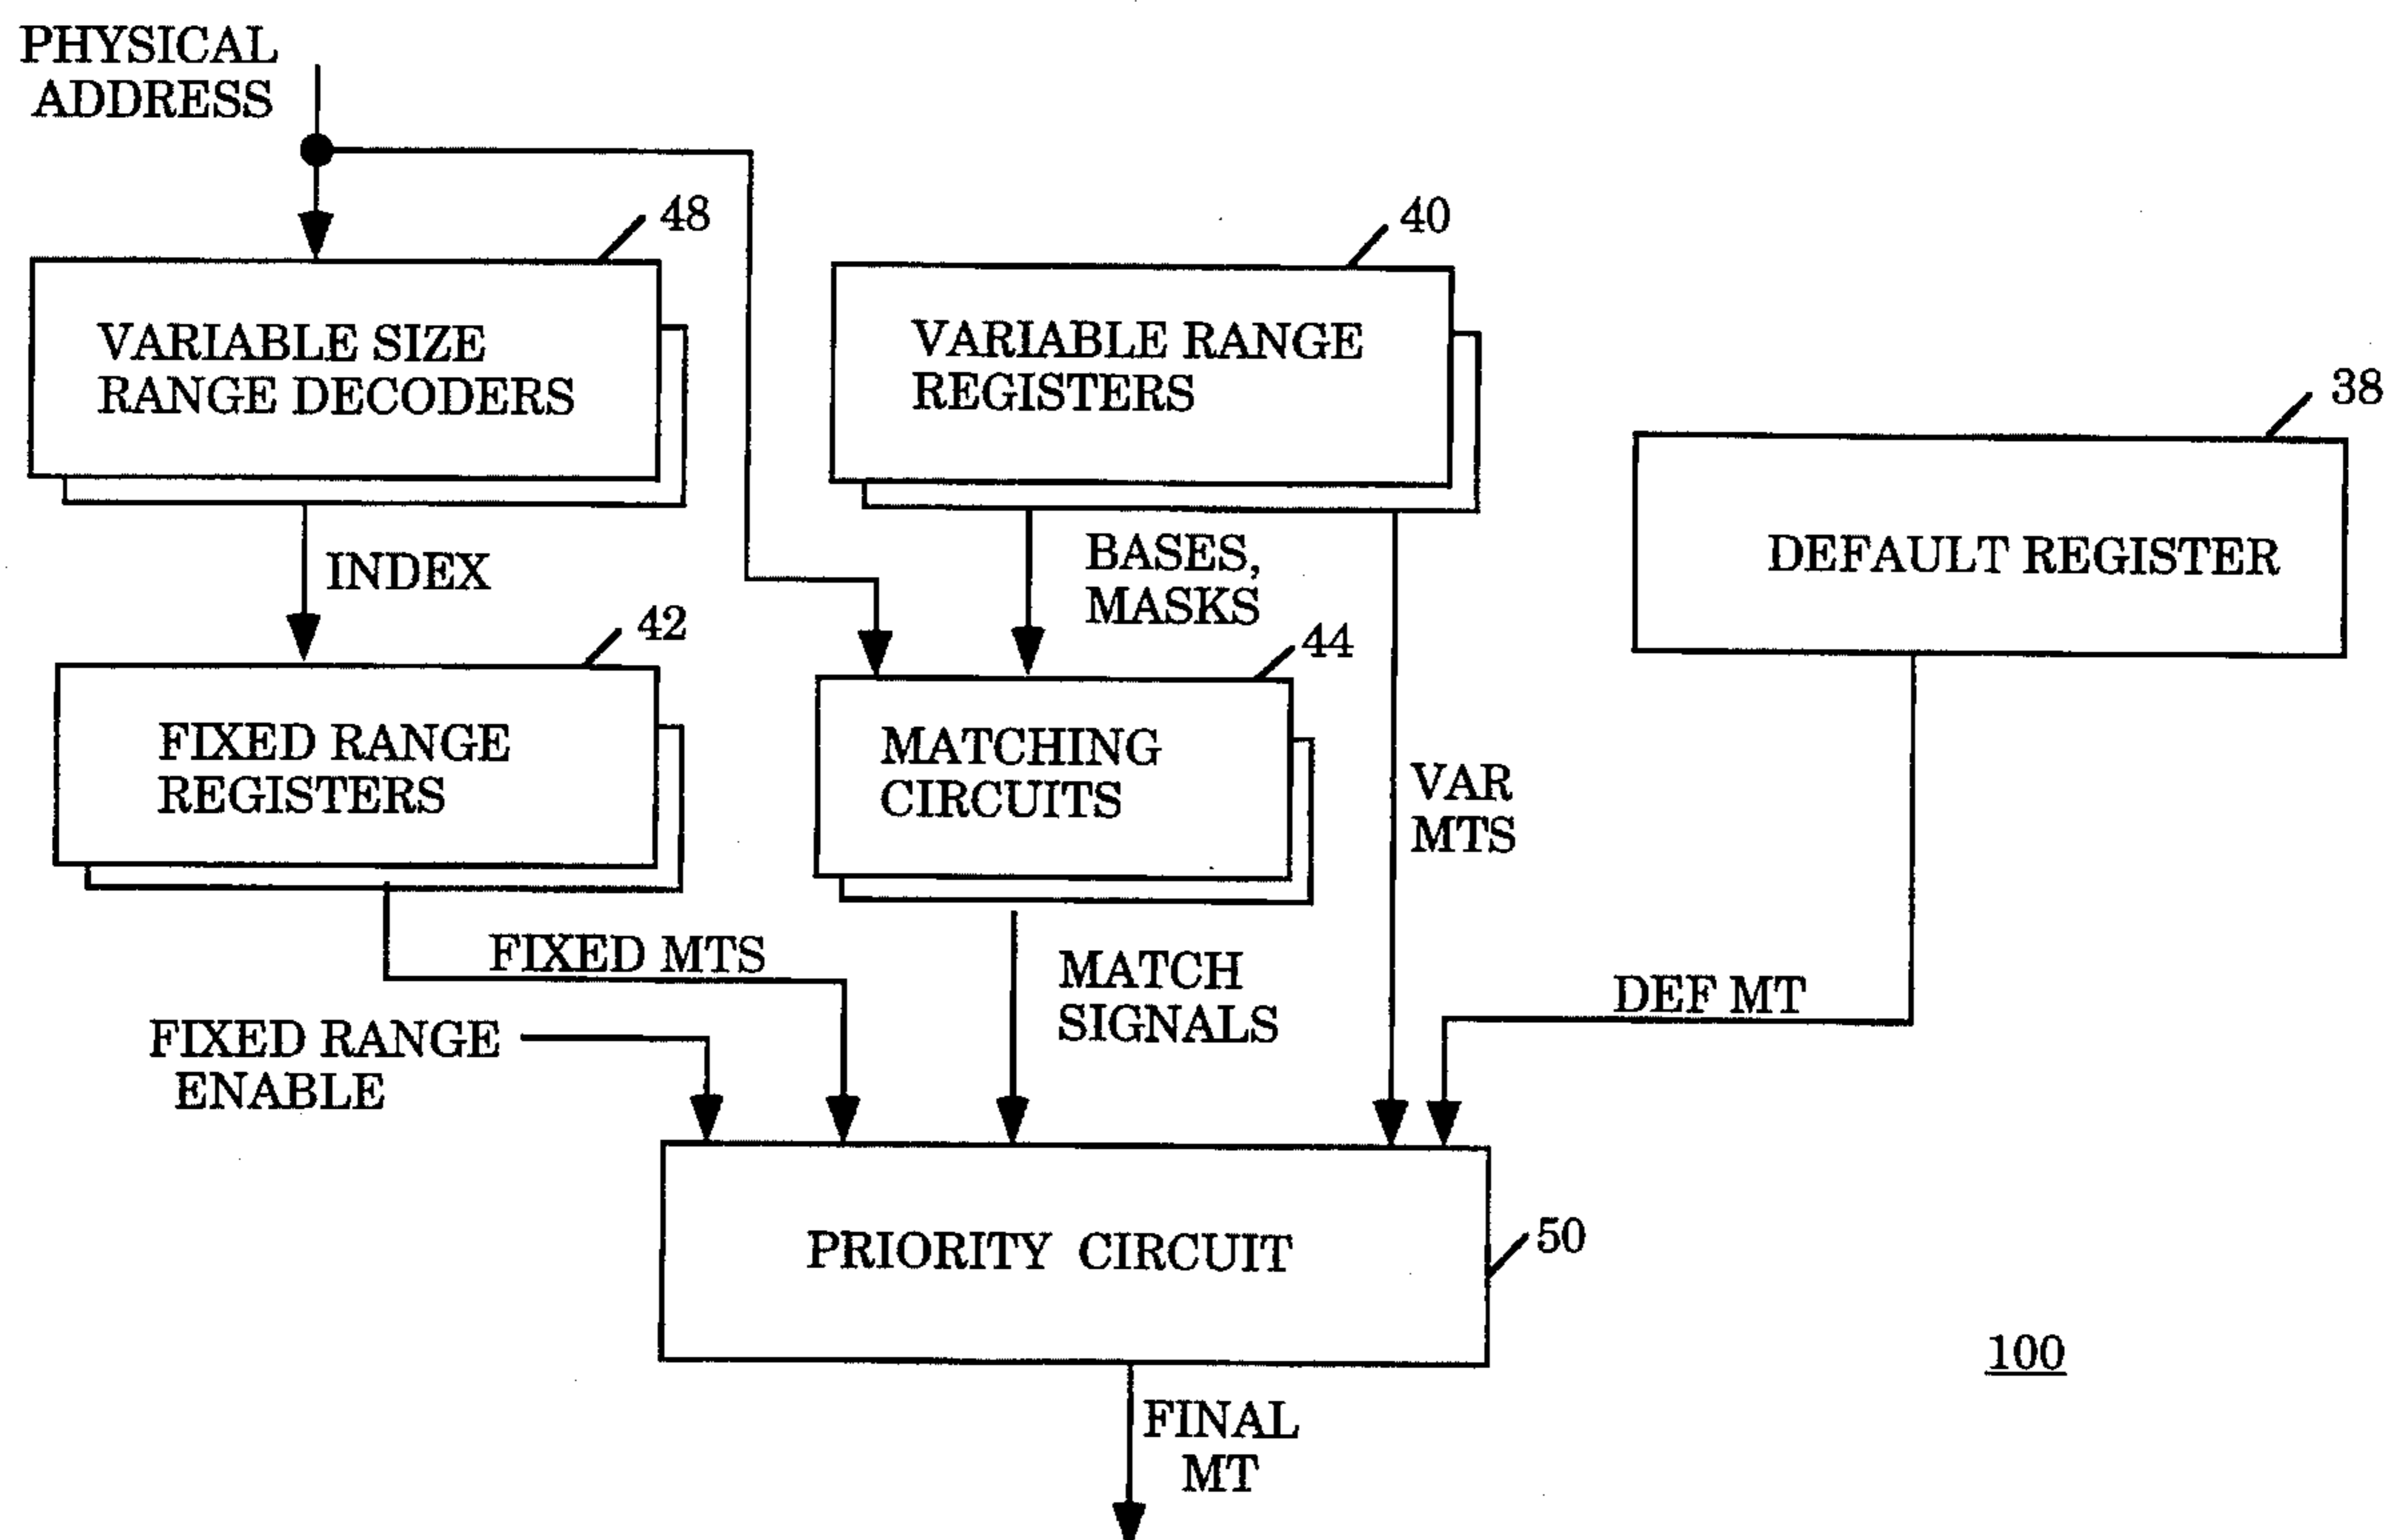 PHYSICAL
ADDRESS
48
40
VARIABLE SIZE
RANGE DECODERS
VARIABLE RANGE
REGISTERS
38
DEFAULT REGISTER
INDEX
BASES,
MASKS
42
44
FIXED RANGE
REGISTERS
MATCHING
CIRCUITS
VAR
MTS
FIXED MTS
MATCH
SIGNALS
DEF MT
FIXED RANGE
ENABLE
PRIORITY CIRCUIT
50
100
FINAL
MT